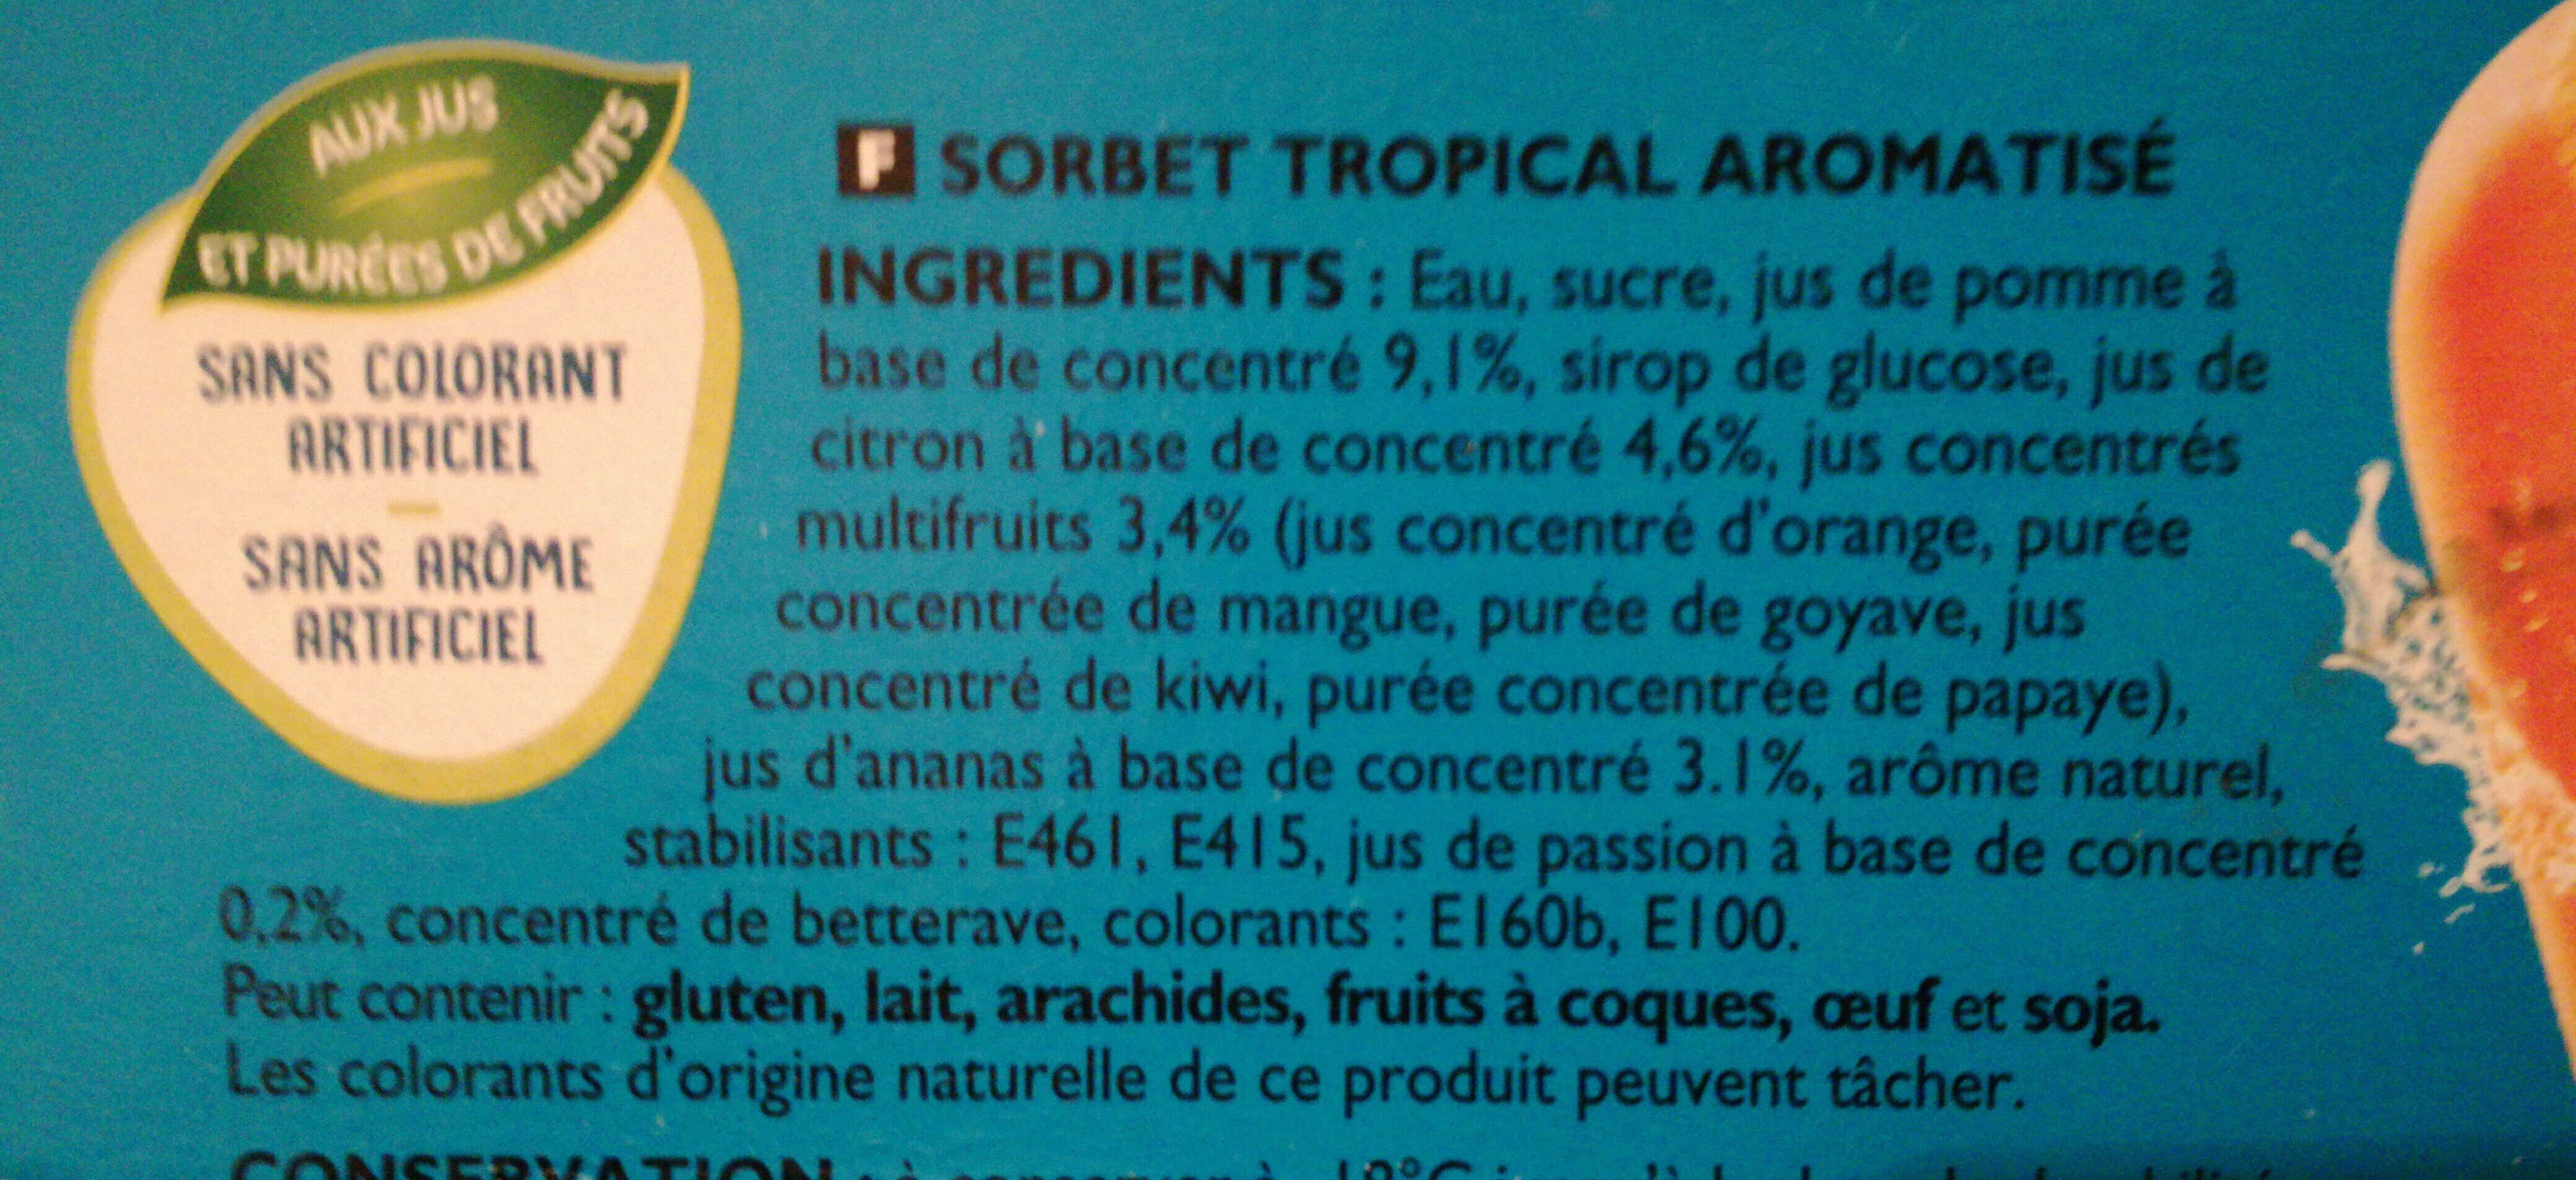 AUX JUS
ET PURÉES DE FRUITS
SANS COLORANT
ARTIFICIEL
SANS ARÔME
ARTIFICIEL
F SORBET TROPICAL AROMATISÉ
INGREDIENTS : Eau, sucre, jus de pomme à
base de concentré 9,1%, sirop de glucose, jus de
citron à base de concentré 4,6%, jus concentrés
multifruits 3,4% (jus concentré d'orange, purée
concentrée de mangue, purée de goyave, jus
concentré de kiwi, purée concentrée de papaye),
jus d'ananas à base de concentré 3.1%, arôme naturel,
stabilisants : E461, E415, jus de passion à base de concentré
0,2%, concentré de betterave, colorants : E160b, E100.
Peut contenir : gluten, lait, arachides, fruits à coques, œuf et soja.
Les colorants d'origine naturelle de ce produit peuvent tâcher.
CONSERVATION : à conserver à -18°C